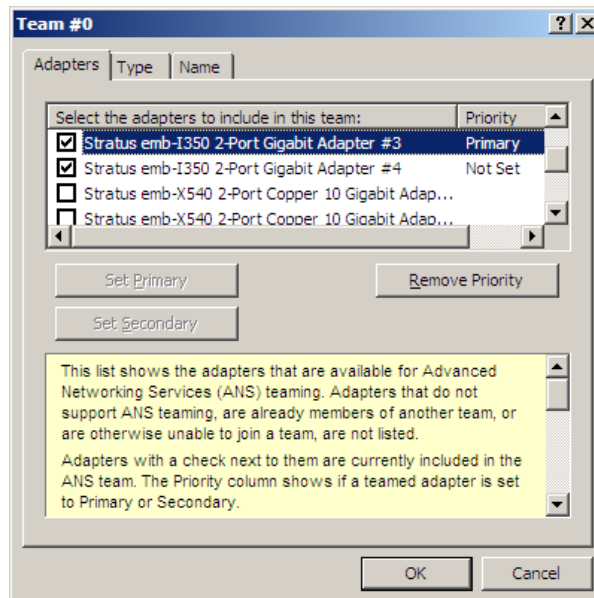 Team #0
Adapters Type Name
Select the adapters to include in this team: Priority
Stratus emb-I350 2-Port Gigabit Adapter #3 Primary
Stratus emb-I350 2-Port Gigabit Adapter #4 Not Set
Stratus emb-X540 2-Port Copper 10 Gigabit Adap...
Stratus emb-X540 2-Port Copper 10 Gigabit Adap...
Set Primary Remove Priority
Set Secondary
This list shows the adapters that are available for Advanced
Networking Services (ANS) teaming. Adapters that do not
support ANS teaming, are already members of another team, or
are otherwise unable to join a team, are not listed.
Adapters with a check next to them are currently included in the
ANS team. The Priority column shows if a teamed adapter is set
to Primary or Secondary.
OK Cancel